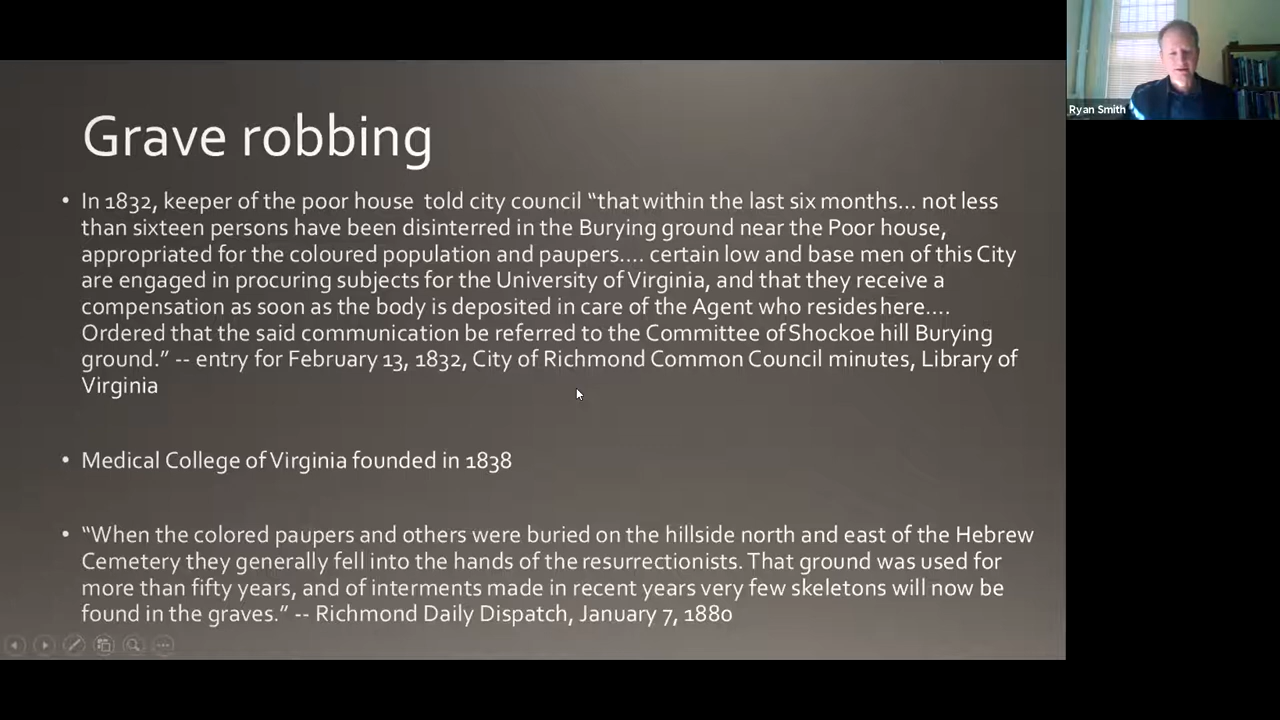 Grave robbing
• In 1832, keeper of the poor house told city council “that within the last six months... not less
than sixteen persons have been disinterred in the Burying ground near the Poor house,
appropriated for the coloured population and paupers.... certain low and base men of this City
are engaged in procuring subjects for the University of Virginia, and that they receive a
compensation as soon as the body is deposited in care of the Agent who resides here....
Ordered that the said communication be referred to the Committee of Shockoe hill Burying
ground.” -- entry for February 13, 1832, City of Richmond Common Council minutes, Library of
Virginia
• Medical College of Virginia founded in 1838
• “When the colored paupers and others were buried on the hillside north and east of the Hebrew
Cemetery they generally fell into the hands of the resurrectionists. That ground was used for
more than fifty years, and of interments made in recent years very few skeletons will now be
found in the graves.” -- Richmond Daily Dispatch, January 7, 1880
Ryan Smith